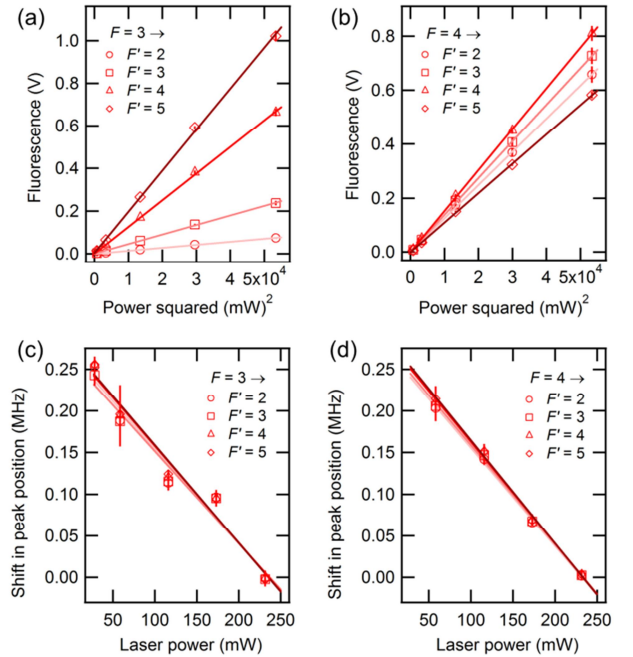 (a)
F = 3 →
F' = 2
F' = 3
F' = 4
F' = 5
Fluorescence (V)
1.0
0.8
0.6
0.4
0.2
0.0
0 1 2 3 4 5x10⁴
Power squared (mW)²
(b)
F = 4 →
F' = 2
F' = 3
F' = 4
F' = 5
Fluorescence (V)
0.8
0.6
0.4
0.2
0.0
0 1 2 3 4 5x10⁴
Power squared (mW)²
(c)
F = 3 →
F' = 2
F' = 3
F' = 4
F' = 5
Shift in peak position (MHz)
0.25
0.20
0.15
0.10
0.05
0.00
50 100 150 200 250
Laser power (mW)
(d)
F = 4 →
F' = 2
F' = 3
F' = 4
F' = 5
Shift in peak position (MHz)
0.25
0.20
0.15
0.10
0.05
0.00
50 100 150 200 250
Laser power (mW)